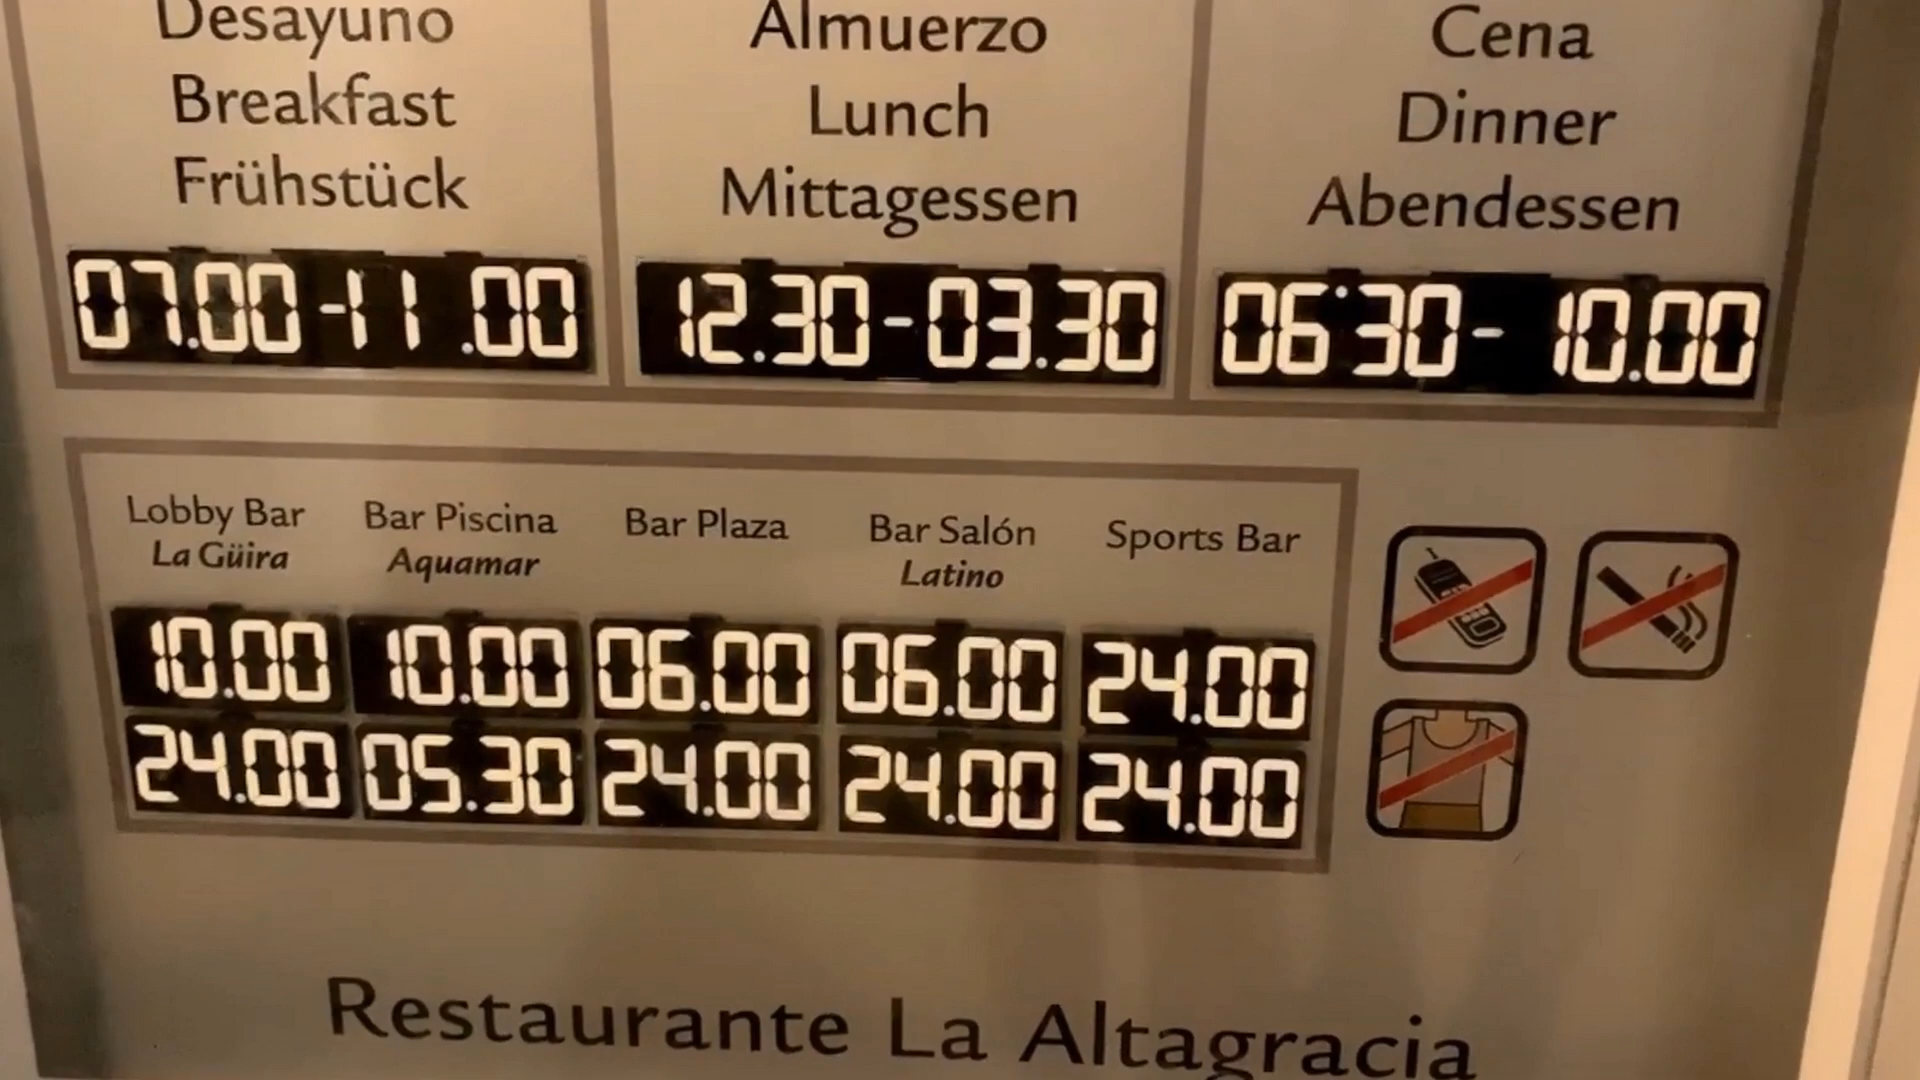 Desayuno
Breakfast
Frühstück
07.00-11.00
Almuerzo
Lunch
Mittagessen
12.30-03.30
Cena
Dinner
Abendessen
06˙30- 10.00
Lobby Bar
La Güira
10.00
24.00
Bar Piscina
Aquamar
10.00
05.30
Bar Plaza
06.00
24.00
Bar Salón
Latino
06.00
24.00
Sports Bar
24.00
24.00
Restaurante La Altagracia